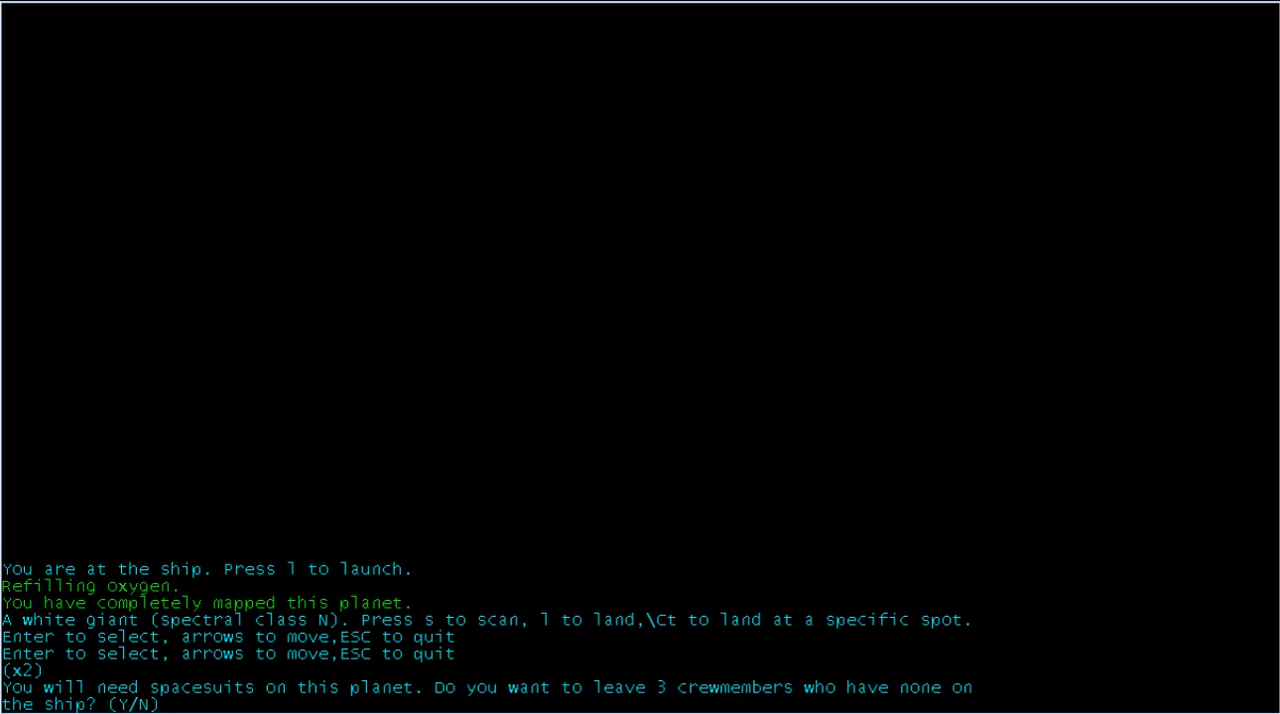 You are at the ship. Press l to launch.
Refilling oxygen.
You have completely mapped this planet.
A white giant (spectral class N). Press s to scan, l to land,\Ct to land at a specific spot.
Enter to select, arrows to move,ESC to quit
Enter to select, arrows to move,ESC to quit
(x2)
You will need spacesuits on this planet. Do you want to leave 3 crewmembers who have none on
the ship? (Y/N)